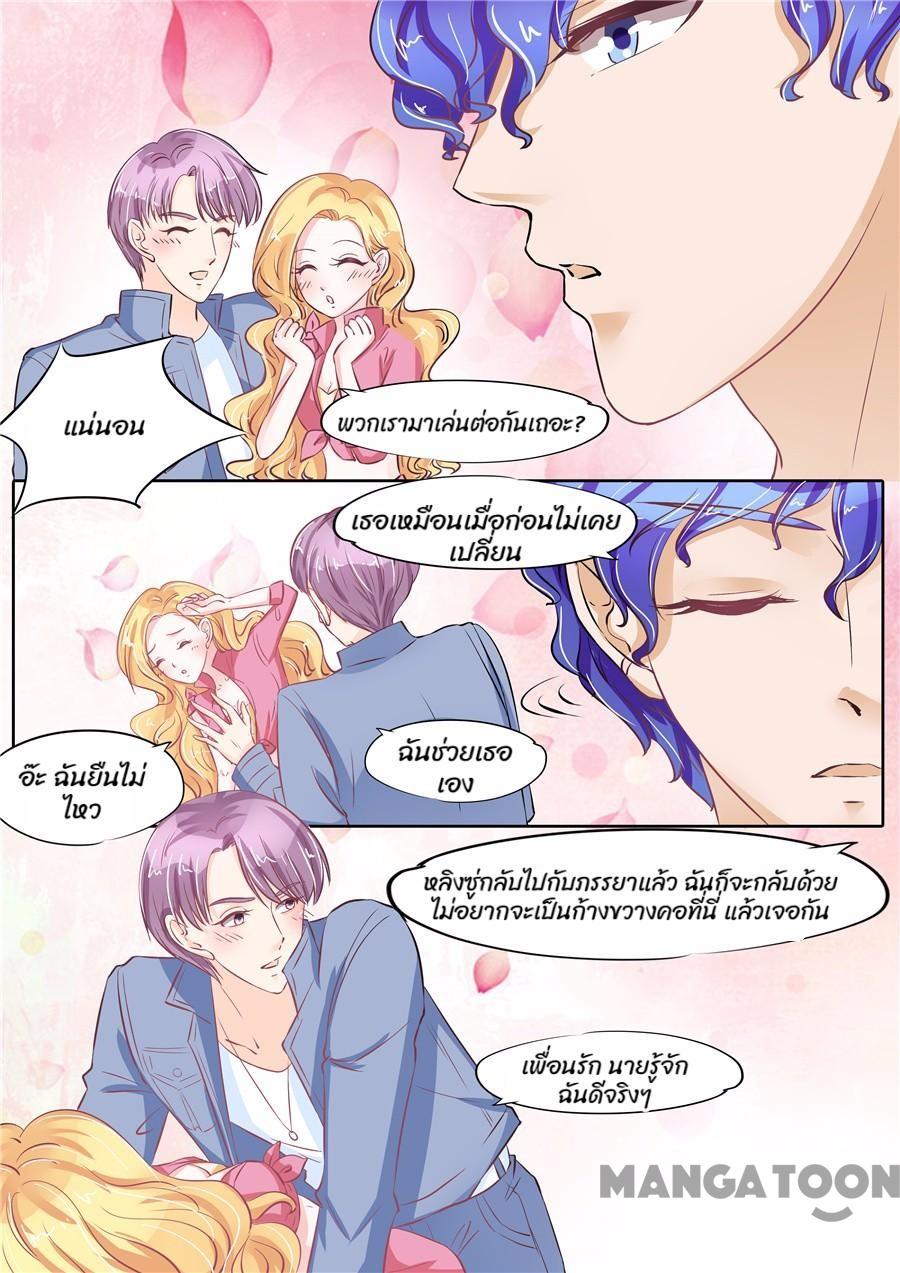 แน่นอน
พวกเรามาเล่นต่อกันเถอะ?
เธอเหมือนเมื่อก่อนไม่เคย
เปลี่ยน
อ๊ะ ฉันยืนไม่
ไหว
ฉันช่วยเธอ
เอง
หลิงซู่กลับไปกับภรรยาแล้ว ฉันก็จะกลับด้วย
ไม่อยากจะเป็นก้างขวางคอที่นี่ แล้วเจอกัน
เพื่อนรัก นายรู้จัก
ฉันดีจริงๆ
MANGATOON